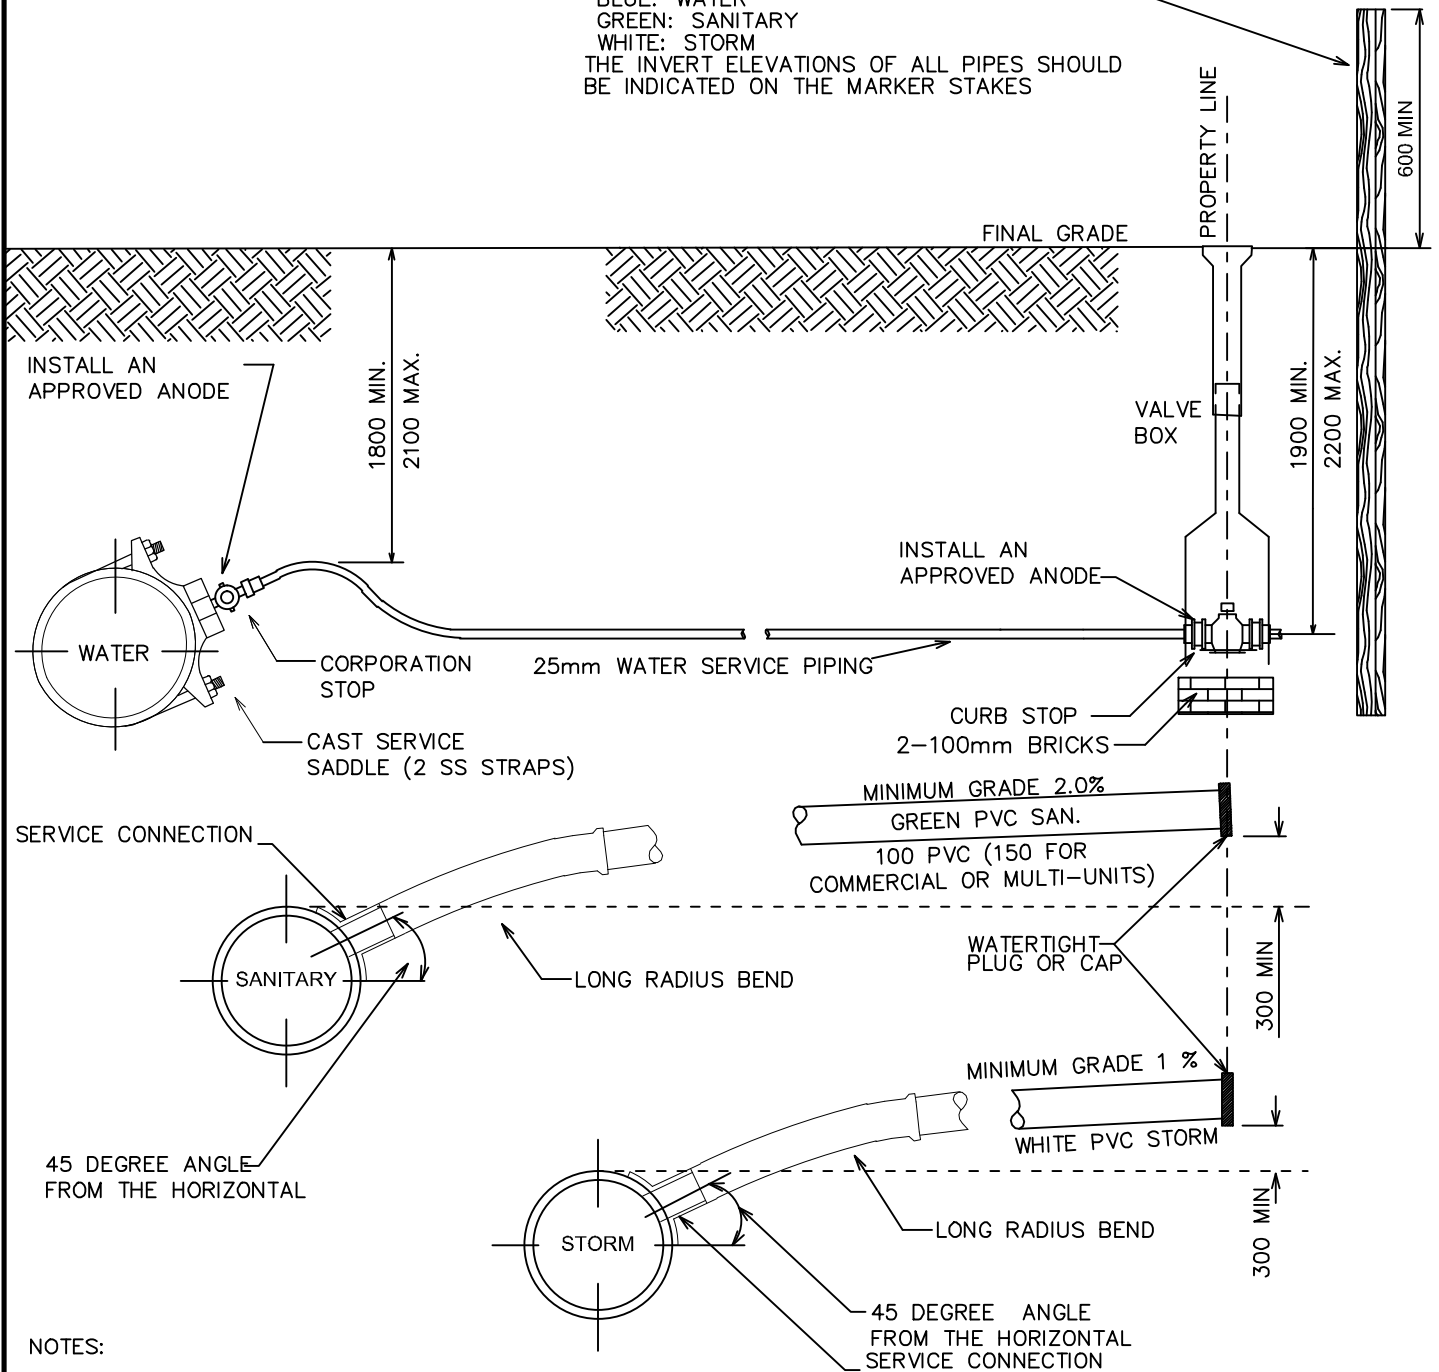 BLUE: WATER
GREEN: SANITARY
WHITE: STORM
THE INVERT ELEVATIONS OF ALL PIPES SHOULD
BE INDICATED ON THE MARKER STAKES
PROPERTY LINE
600 MIN
FINAL GRADE
INSTALL AN
APPROVED ANODE
1800 MIN.
2100 MAX.
VALVE
BOX
1900 MIN.
2200 MAX.
INSTALL AN
APPROVED ANODE
WATER
CORPORATION
STOP
25mm WATER SERVICE PIPING
CURB STOP
2-100mm BRICKS
CAST SERVICE
SADDLE (2 SS STRAPS)
MINIMUM GRADE 2.0%
GREEN PVC SAN.
100 PVC (150 FOR
COMMERCIAL OR MULTI-UNITS)
SERVICE CONNECTION
SANITARY
LONG RADIUS BEND
WATERTIGHT
PLUG OR CAP
300 MIN
MINIMUM GRADE 1 %
WHITE PVC STORM
45 DEGREE ANGLE
FROM THE HORIZONTAL
300 MIN
STORM
LONG RADIUS BEND
45 DEGREE ANGLE
FROM THE HORIZONTAL
SERVICE CONNECTION
NOTES: